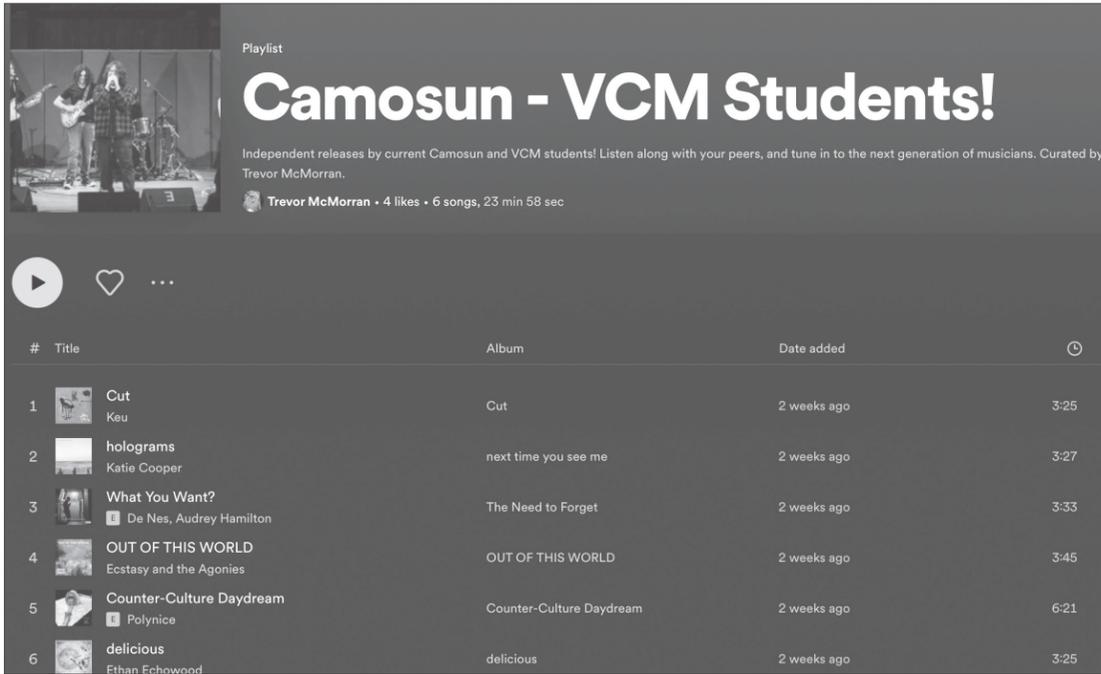 Playlist
Camosun - VCM Students!
Independent releases by current Camosun and VCM students! Listen along with your peers, and tune in to the next generation of musicians. Curated by
Trevor McMorran.
Trevor McMorran • 4 likes • 6 songs, 23 min 58 sec
# Title Album Date added
1 Cut Cut 2 weeks ago 3:25
Keu
2 holograms next time you see me 2 weeks ago 3:27
Katie Cooper
3 What You Want? The Need to Forget 2 weeks ago 3:33
E De Nes, Audrey Hamilton
4 OUT OF THIS WORLD OUT OF THIS WORLD 2 weeks ago 3:45
Ecstasy and the Agonies
5 Counter-Culture Daydream Counter-Culture Daydream 2 weeks ago 6:21
E Polynice
6 delicious delicious 2 weeks ago 3:25
Ethan Echowood